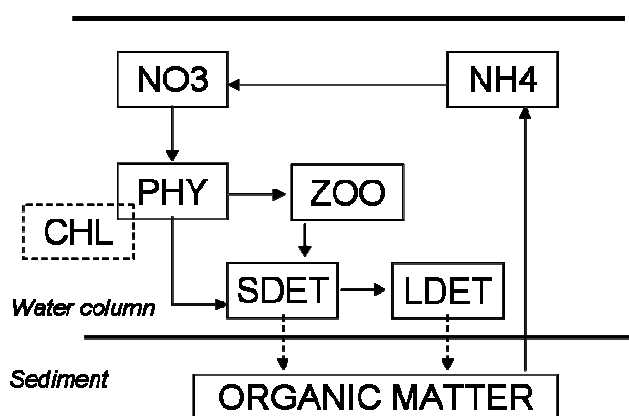 NO3
NH4
PHY
ZOO
CHL
SDET
LDET
Water column
Sediment
ORGANIC MATTER